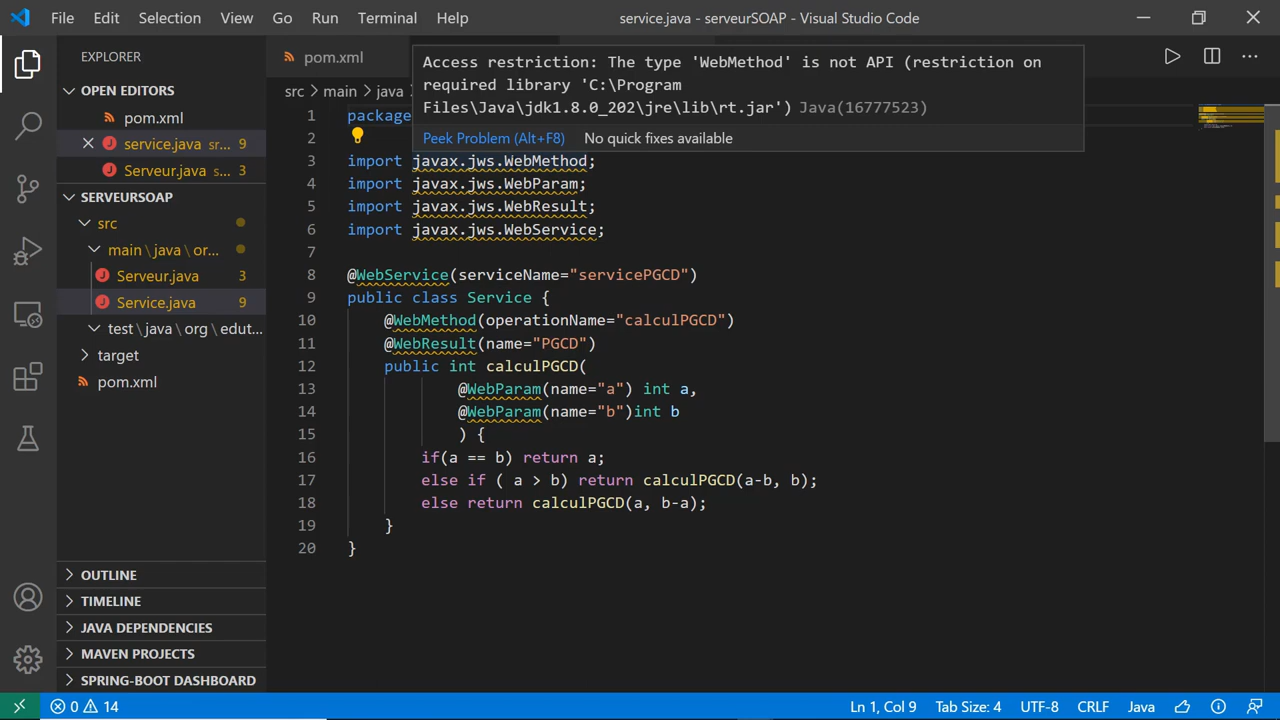 File Edit Selection View Go Run Terminal Help
service.java - serveurSOAP - Visual Studio Code
EXPLORER
OPEN EDITORS
pom.xml
service.java sr... 9
Serveur.java s... 3
SERVEURSOAP
src
main \ java \ or...
Serveur.java 3
Service.java 9
test \ java \ org \ edut...
target
pom.xml
OUTLINE
TIMELINE
JAVA DEPENDENCIES
MAVEN PROJECTS
SPRING-BOOT DASHBOARD
pom.xml
src > main > java >
Access restriction: The type 'WebMethod' is not API (restriction on
required library 'C:\Program
Files\Java\jdk1.8.0_202\jre\lib\rt.jar') Java(16777523)
Peek Problem (Alt+F8) No quick fixes available
1 package
2
3 import javax.jws.WebMethod;
4 import javax.jws.WebParam;
5 import javax.jws.WebResult;
6 import javax.jws.WebService;
7
8 @WebService(serviceName="servicePGCD")
9 public class Service {
10 @WebMethod(operationName="calculPGCD")
11 @WebResult(name="PGCD")
12 public int calculPGCD(
13 @WebParam(name="a") int a,
14 @WebParam(name="b")int b
15 ) {
16 if(a == b) return a;
17 else if ( a > b) return calculPGCD(a-b, b);
18 else return calculPGCD(a, b-a);
19 }
20 }
0 14 Ln 1, Col 9 Tab Size: 4 UTF-8 CRLF Java